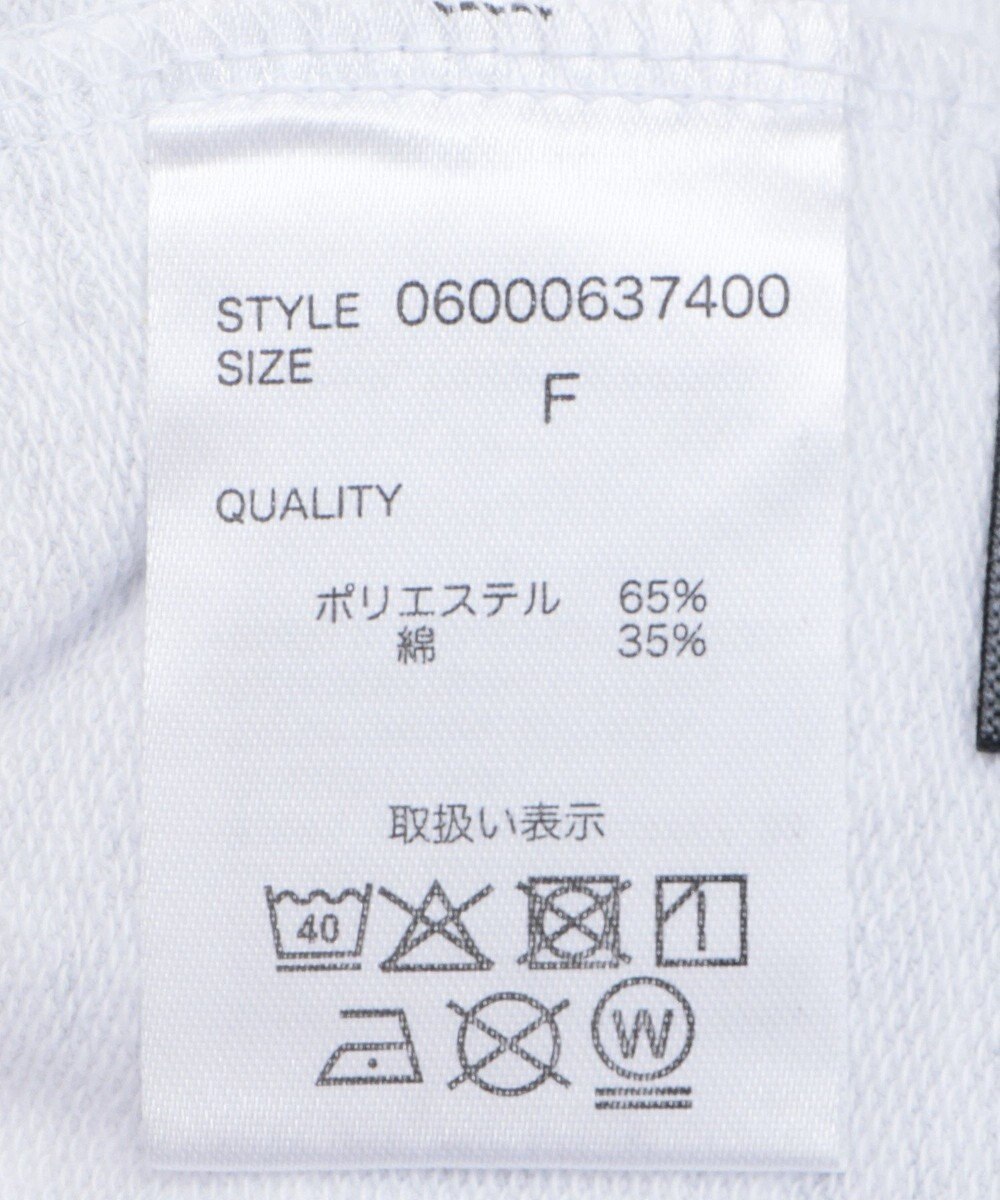 STYLE 06000637400
SIZE F
QUALITY
ポリエステル 65%
綿 35%
取扱い表示
40
W